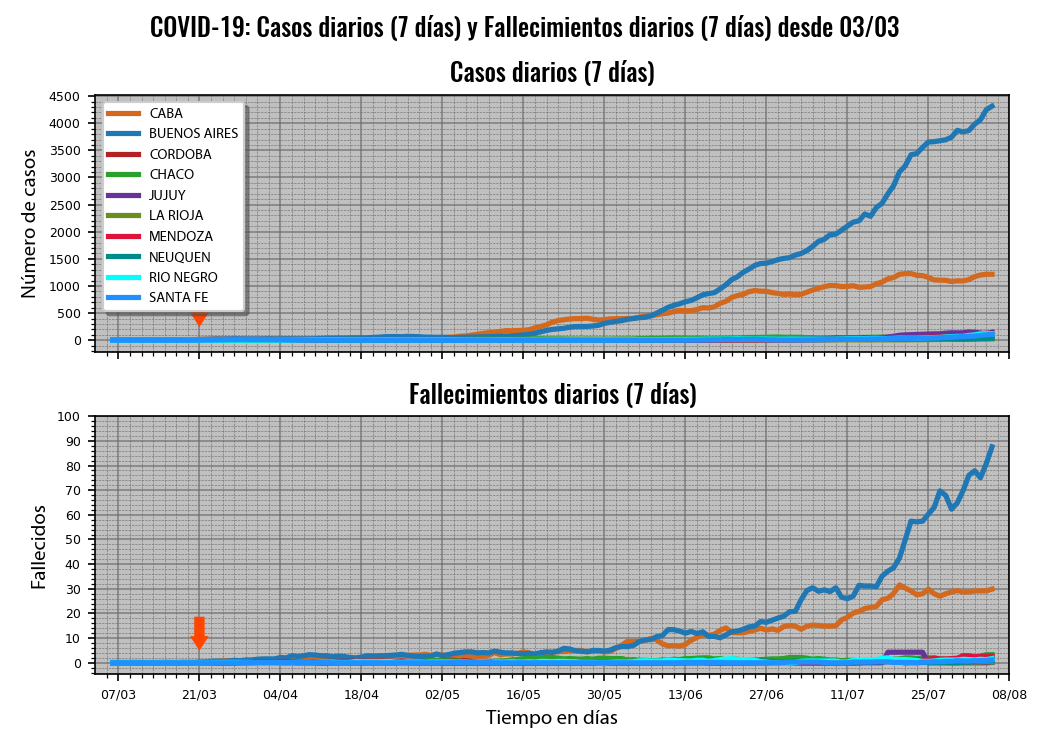 COVID-19: Casos diarios (7 días) y Fallecimientos diarios (7 días) desde 03/03
Casos diarios (7 días)
4500
4000
3500
3000
2500
2000
1500
1000
500
0
Número de casos
CABA
BUENOS AIRES
CORDOBA
CHACO
JUJUY
LA RIOJA
MENDOZA
NEUQUEN
RIO NEGRO
SANTA FE
Fallecimientos diarios (7 días)
100
90
80
70
60
50
40
30
20
10
0
Fallecidos
07/03 21/03 04/04 18/04 02/05 16/05 30/05 13/06 27/06 11/07 25/07 08/08
Tiempo en días